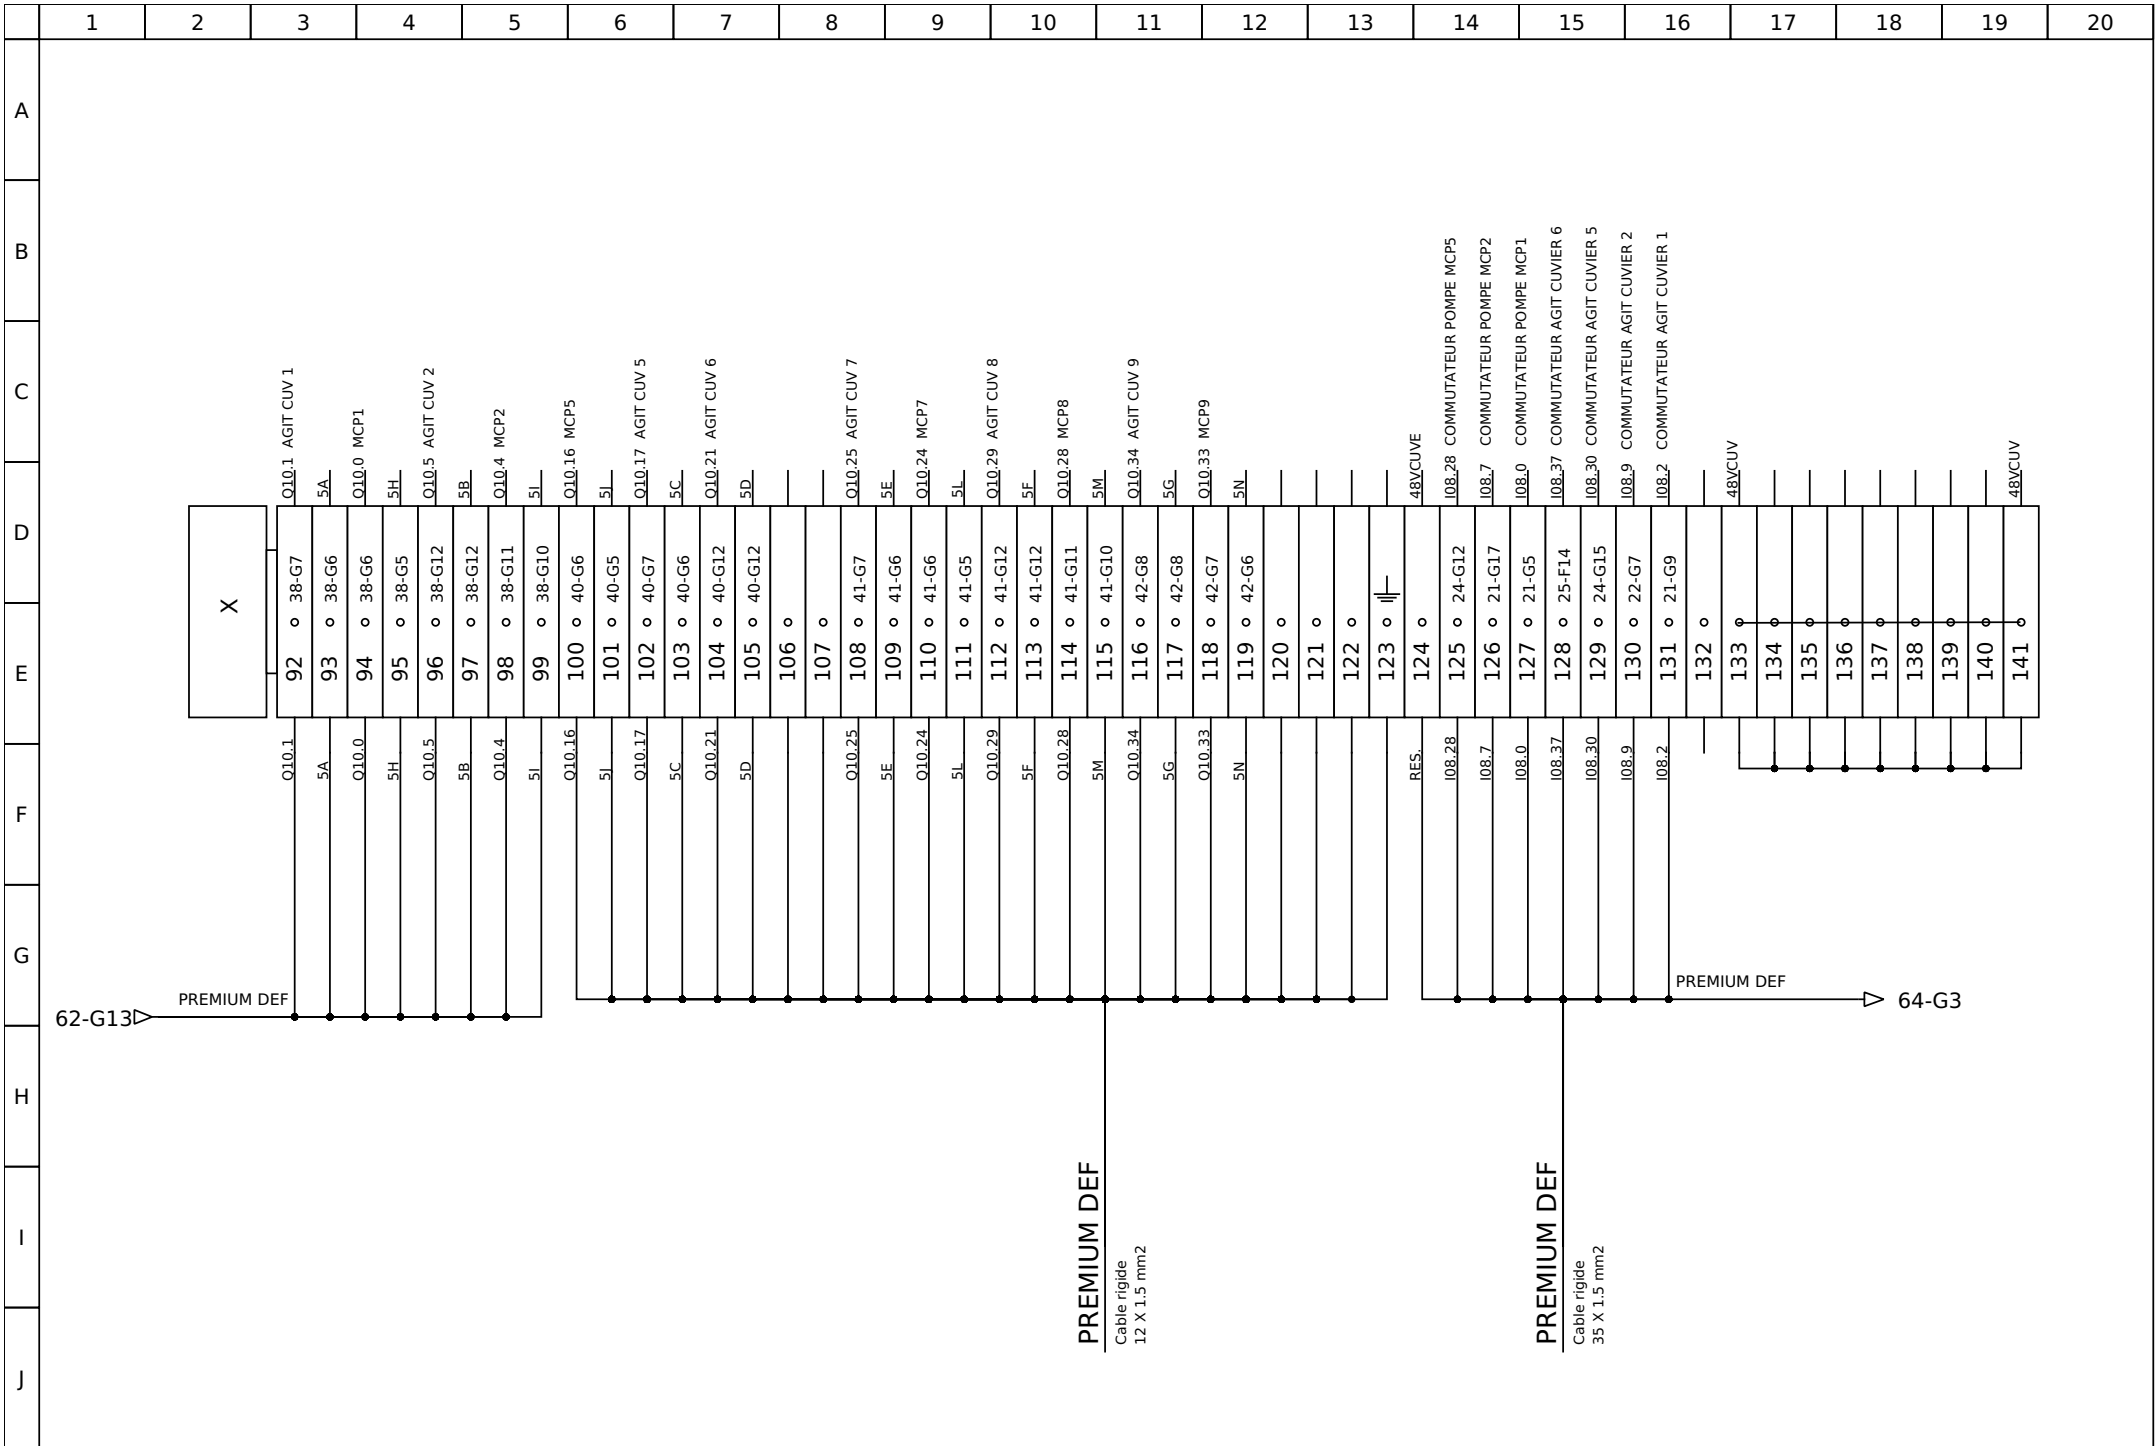 1 2 3 4 5 6 7 8 9 10 11 12 13 14 15 16 17 18 19 20
A
B
C
D
E
F
G
H
I
J
Q10.1 AGIT CUV 1
5A
Q10.0 MCP1
5H
Q10.5 AGIT CUV 2
5B
Q10.4 MCP2
5I
Q10.16 MCP5
5J
Q10.17 AGIT CUV 5
5C
Q10.21 AGIT CUV 6
5D
Q10.25 AGIT CUV 7
5E
Q10.24 MCP7
5L
Q10.29 AGIT CUV 8
5F
Q10.28 MCP8
5M
Q10.34 AGIT CUV 9
5G
Q10.33 MCP9
5N
48VCUVE
I08.28 COMMUTATEUR POMPE MCP5
I08.7 COMMUTATEUR POMPE MCP2
I08.0 COMMUTATEUR POMPE MCP1
I08.37 COMMUTATEUR AGIT CUVIER 6
I08.30 COMMUTATEUR AGIT CUVIER 5
I08.9 COMMUTATEUR AGIT CUVIER 2
I08.2 COMMUTATEUR AGIT CUVIER 1
48VCUV
48VCUV
X
92 38-G7
93 38-G6
94 38-G6
95 38-G5
96 38-G12
97 38-G12
98 38-G11
99 38-G10
100 40-G6
101 40-G5
102 40-G7
103 40-G6
104 40-G12
105 40-G12
106
107
108 41-G7
109 41-G6
110 41-G6
111 41-G5
112 41-G12
113 41-G12
114 41-G11
115 41-G10
116 42-G8
117 42-G8
118 42-G7
119 42-G6
120
121
122
123
124
125 24-G12
126 21-G17
127 21-G5
128 25-F14
129 24-G15
130 22-G7
131 21-G9
132
133
134
135
136
137
138
139
140
141
Q10.1
5A
Q10.0
5H
Q10.5
5B
Q10.4
5I
Q10.16
5J
Q10.17
5C
Q10.21
5D
Q10.25
5E
Q10.24
5L
Q10.29
5F
Q10.28
5M
Q10.34
5G
Q10.33
5N
RES.
I08.28
I08.7
I08.0
I08.37
I08.30
I08.9
I08.2
62-G13
PREMIUM DEF
PREMIUM DEF
64-G3
PREMIUM DEF
Cable rigide
12 X 1.5 mm2
PREMIUM DEF
Cable rigide
35 X 1.5 mm2